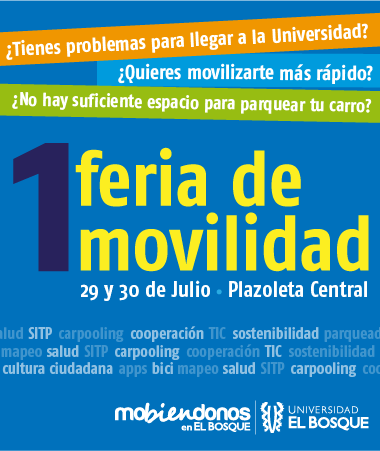 ¿Tienes problemas para llegar a la Universidad?
¿Quieres movilizarte más rápido?
¿No hay suficiente espacio para parquear tu carro?
1 feria de
movilidad
29 y 30 de Julio • Plazoleta Central
alud SITP carpooling cooperación TIC sostenibilidad parquead
mapeo salud SITP carpooling cooperación TIC sostenibilidad
cultura ciudadana apps bici mapeo salud SITP carpooling coo
mobiendonos
en EL BOSQUE
UNIVERSIDAD
EL BOSQUE